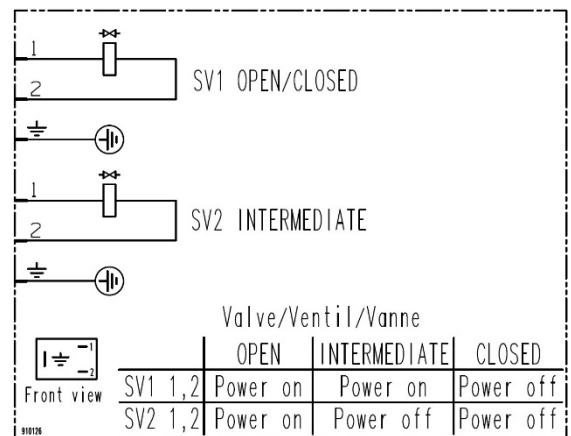 1
2
SV1 OPEN/CLOSED
1
2
SV2 INTERMEDIATE
Valve/Ventil/Vanne
OPEN INTERMEDIATE CLOSED
SV1 1,2 Power on Power on Power off
SV2 1,2 Power on Power off Power off
1
2
Front view
910126